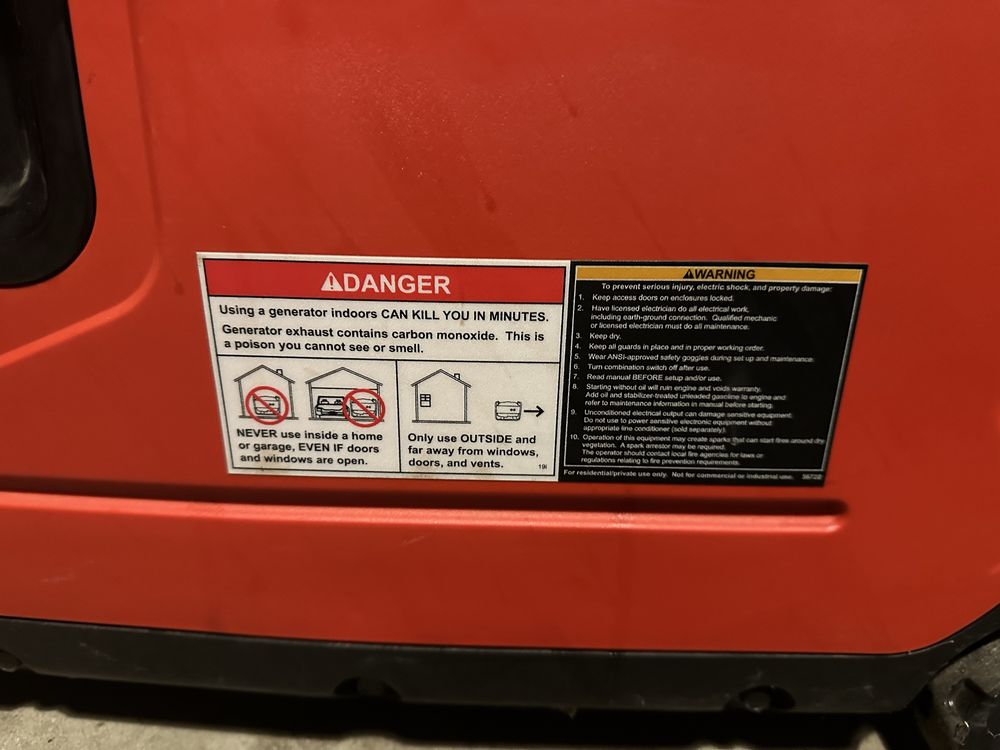 DANGER
Using a generator indoors CAN KILL YOU IN MINUTES.
Generator exhaust contains carbon monoxide. This is
a poison you cannot see or smell.
NEVER use inside a home
or garage, EVEN IF doors
and windows are open.
Only use OUTSIDE and
far away from windows,
doors, and vents.
19i
WARNING
To prevent serious injury, electric shock, and property damage:
1. Keep access doors on enclosures locked.
2. Have licensed electrician do all electrical work,
including earth-ground connection. Qualified mechanic
or licensed electrician must do all maintenance.
3. Keep dry.
4. Keep all guards in place and in proper working order.
5. Wear ANSI-approved safety goggles during set up and maintenance.
6. Turn combination switch off after use.
7. Read manual BEFORE setup and/or use.
8. Starting without oil will ruin engine and voids warranty.
Add oil and stabilizer-treated unleaded gasoline to engine and
refer to maintenance information in manual before starting.
9. Unconditioned electrical output can damage sensitive equipment.
Do not use to power sensitive electronic equipment without
appropriate line conditioner (sold separately).
10. Operation of this equipment may create sparks that can start fires around dry
vegetation. A spark arrestor may be required.
The operator should contact local fire agencies for laws or
regulations relating to fire prevention requirements.
For residential/private use only. Not for commercial or industrial use.